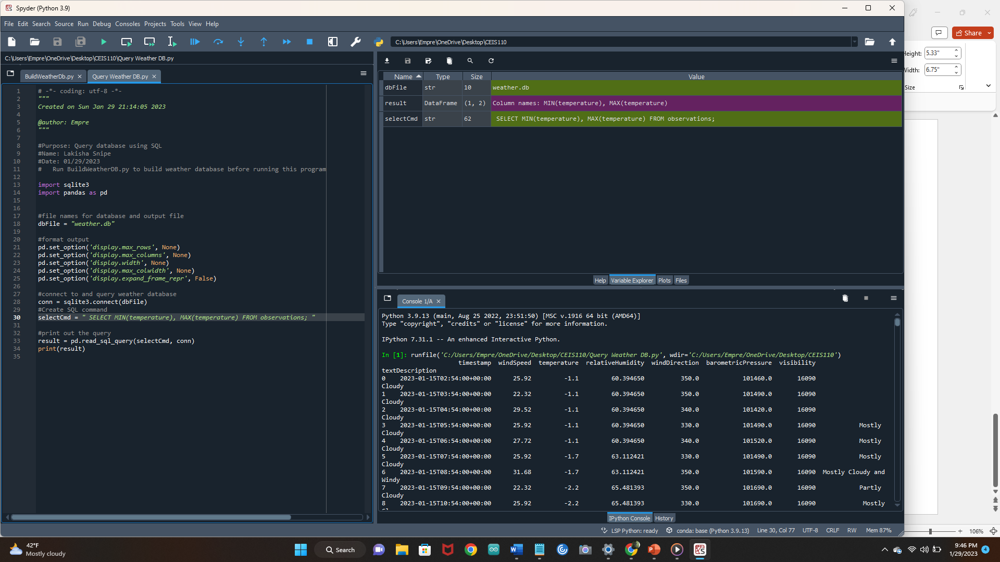 Spyder (Python 3.9)
File Edit Search Source Run Debug Consoles Projects Tools View Help
C:\Users\Empre\OneDrive\Desktop\CEIS110
C:\Users\Empre\OneDrive\Desktop\CEIS110\Query Weather DB.py
BuildWeatherDb.py
Query Weather DB.py
1 # -*- coding: utf-8 -*-
2 """
3 Created on Sun Jan 29 21:14:05 2023
4
5 @author: Empre
6 """
7
8 #Purpose: Query database using SQL
9 #Name: Lakisha Snipe
10 #Date: 01/29/2023
11 #   Run BuildWeatherDB.py to build weather database before running this program
12
13 import sqlite3
14 import pandas as pd
15
16
17 #file names for database and output file
18 dbFile = "weather.db"
19
20 #format output
21 pd.set_option('display.max_rows', None)
22 pd.set_option('display.max_columns', None)
23 pd.set_option('display.width', None)
24 pd.set_option('display.max_colwidth', None)
25 pd.set_option('display.expand_frame_repr', False)
26
27 #connect to and query weather database
28 conn = sqlite3.connect(dbFile)
29 #Create SQL command
30 selectCmd = " SELECT MIN(temperature), MAX(temperature) FROM observations; "
31
32 #print out the query
33 result = pd.read_sql_query(selectCmd, conn)
34 print(result)
35
Name Type Size Value
dbFile str 10 weather.db
result DataFrame (1, 2) Column names: MIN(temperature), MAX(temperature)
selectCmd str 62 SELECT MIN(temperature), MAX(temperature) FROM observations;
Help Variable Explorer Plots Files
Console 1/A
Python 3.9.13 (main, Aug 25 2022, 23:51:50) [MSC v.1916 64 bit (AMD64)]
Type "copyright", "credits" or "license" for more information.
IPython 7.31.1 -- An enhanced Interactive Python.
In [1]: runfile('C:/Users/Empre/OneDrive/Desktop/CEIS110/Query Weather DB.py', wdir='C:/Users/Empre/OneDrive/Desktop/CEIS110')
timestamp windSpeed temperature relativeHumidity windDirection barometricPressure visibility
textDescription
0 2023-01-15T02:54:00+00:00 25.92 -1.1 60.394650 350.0 101460.0 16090
Cloudy
1 2023-01-15T03:54:00+00:00 22.32 -1.1 60.394650 350.0 101490.0 16090
Cloudy
2 2023-01-15T04:54:00+00:00 29.52 -1.1 60.394650 340.0 101420.0 16090
Cloudy
3 2023-01-15T05:54:00+00:00 25.92 -1.1 60.394650 330.0 101490.0 16090 Mostly
Cloudy
4 2023-01-15T06:54:00+00:00 27.72 -1.1 60.394650 340.0 101520.0 16090 Mostly
Cloudy
5 2023-01-15T07:54:00+00:00 25.92 -1.7 63.112421 330.0 101490.0 16090 Mostly
Cloudy
6 2023-01-15T08:54:00+00:00 31.68 -1.7 63.112421 350.0 101590.0 16090 Mostly Cloudy and
Windy
7 2023-01-15T09:54:00+00:00 22.32 -2.2 65.481393 350.0 101690.0 16090 Partly
Cloudy
8 2023-01-15T10:54:00+00:00 25.92 -2.2 65.481393 330.0 101690.0 16090 Mostly
IPython Console History
LSP Python: ready conda: base (Python 3.9.13) Line 30, Col 77 UTF-8 CRLF RW Mem 87%
Share
Height: 5.33"
Width: 6.75"
Size
106%
42°F
Mostly cloudy
Search
9:46 PM
1/29/2023
4